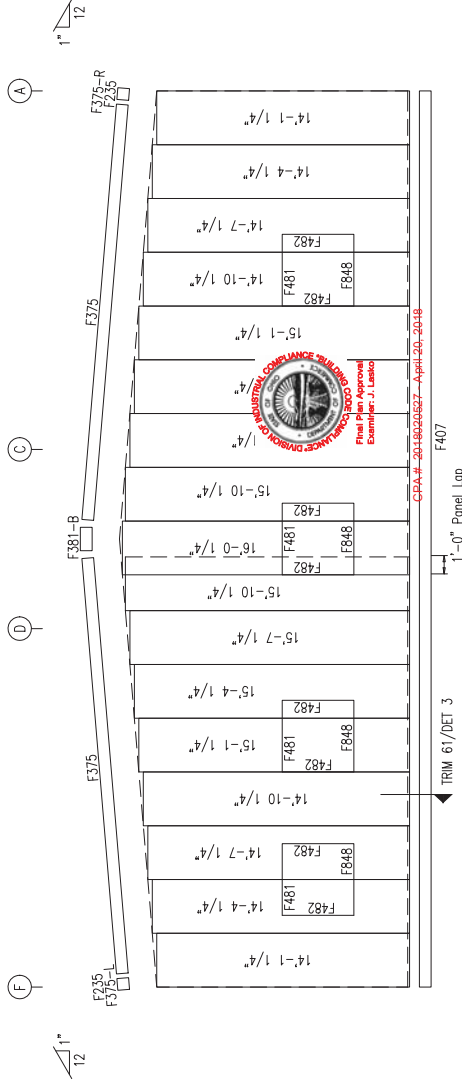 12
1"
A
F375-R
F235
F375
C
F381-B
D
F375
F235
F375-L
F
12
1"
14'-1 1/4"
14'-4 1/4"
14'-7 1/4"
F482
F481
14'-10 1/4"
F848
F482
15'-1 1/4"
/4"
1/4"
DIVISION OF INDUSTRIAL COMPLIANCE *BUILDING CODE COMPLIANCE*
Final Plan Approval
Examiner: J. Lasko
CPA# 2018020527 - April 20, 2018
15'-10 1/4"
F482
F481
16'-0 1/4"
F848
F482
15'-10 1/4"
15'-7 1/4"
15'-4 1/4"
F482
F481
15'-1 1/4"
F848
F482
14'-10 1/4"
14'-7 1/4"
F482
F481
F848
14'-4 1/4"
F482
14'-1 1/4"
F407
1'-0" Panel Lap
TRIM 61/DET 3